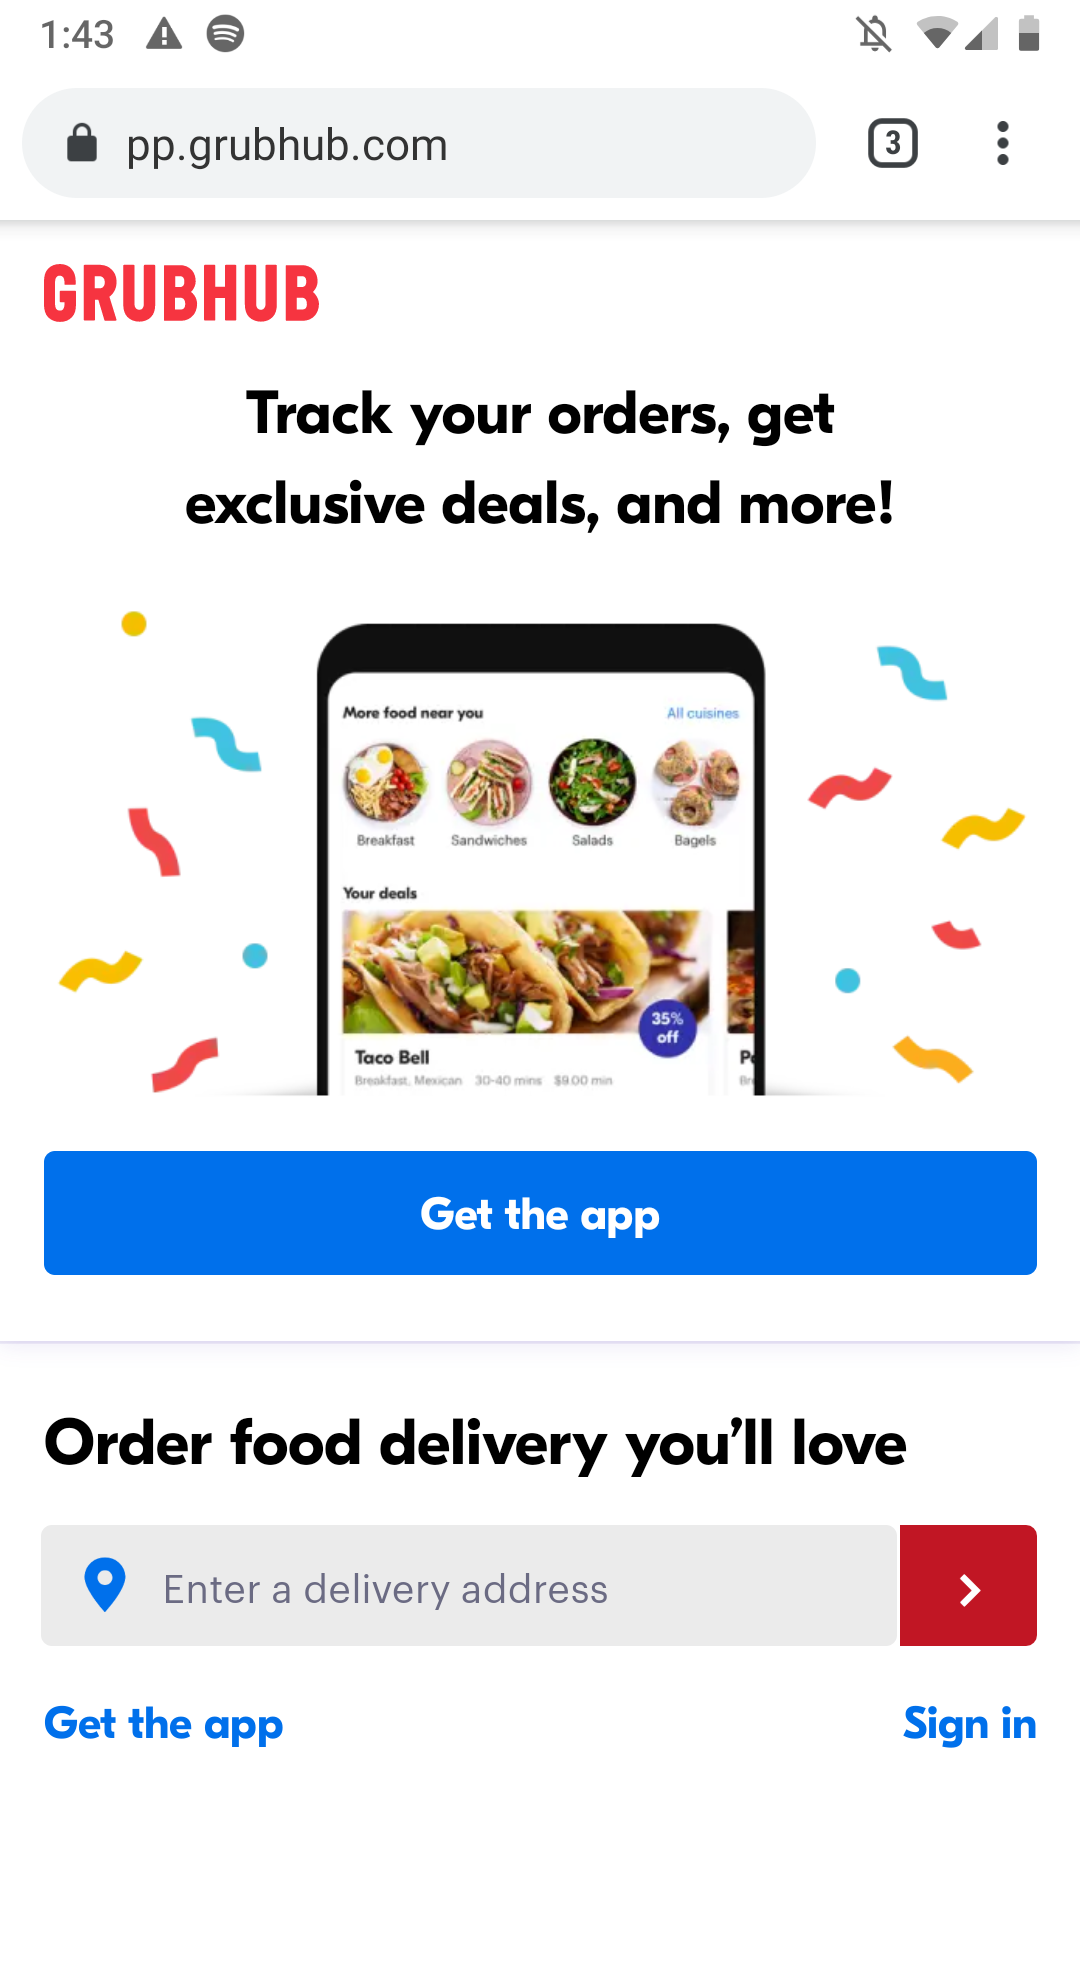 1:43
pp.grubhub.com
3
GRUBHUB
Track your orders, get
exclusive deals, and more!
More food near you All cuisines
Breakfast Sandwiches Salads Bagels
Your deals
35%
off
Taco Bell
Breakfast, Mexican 30-40 mins $9.00 min
Get the app
Order food delivery you’ll love
Enter a delivery address
Get the app Sign in